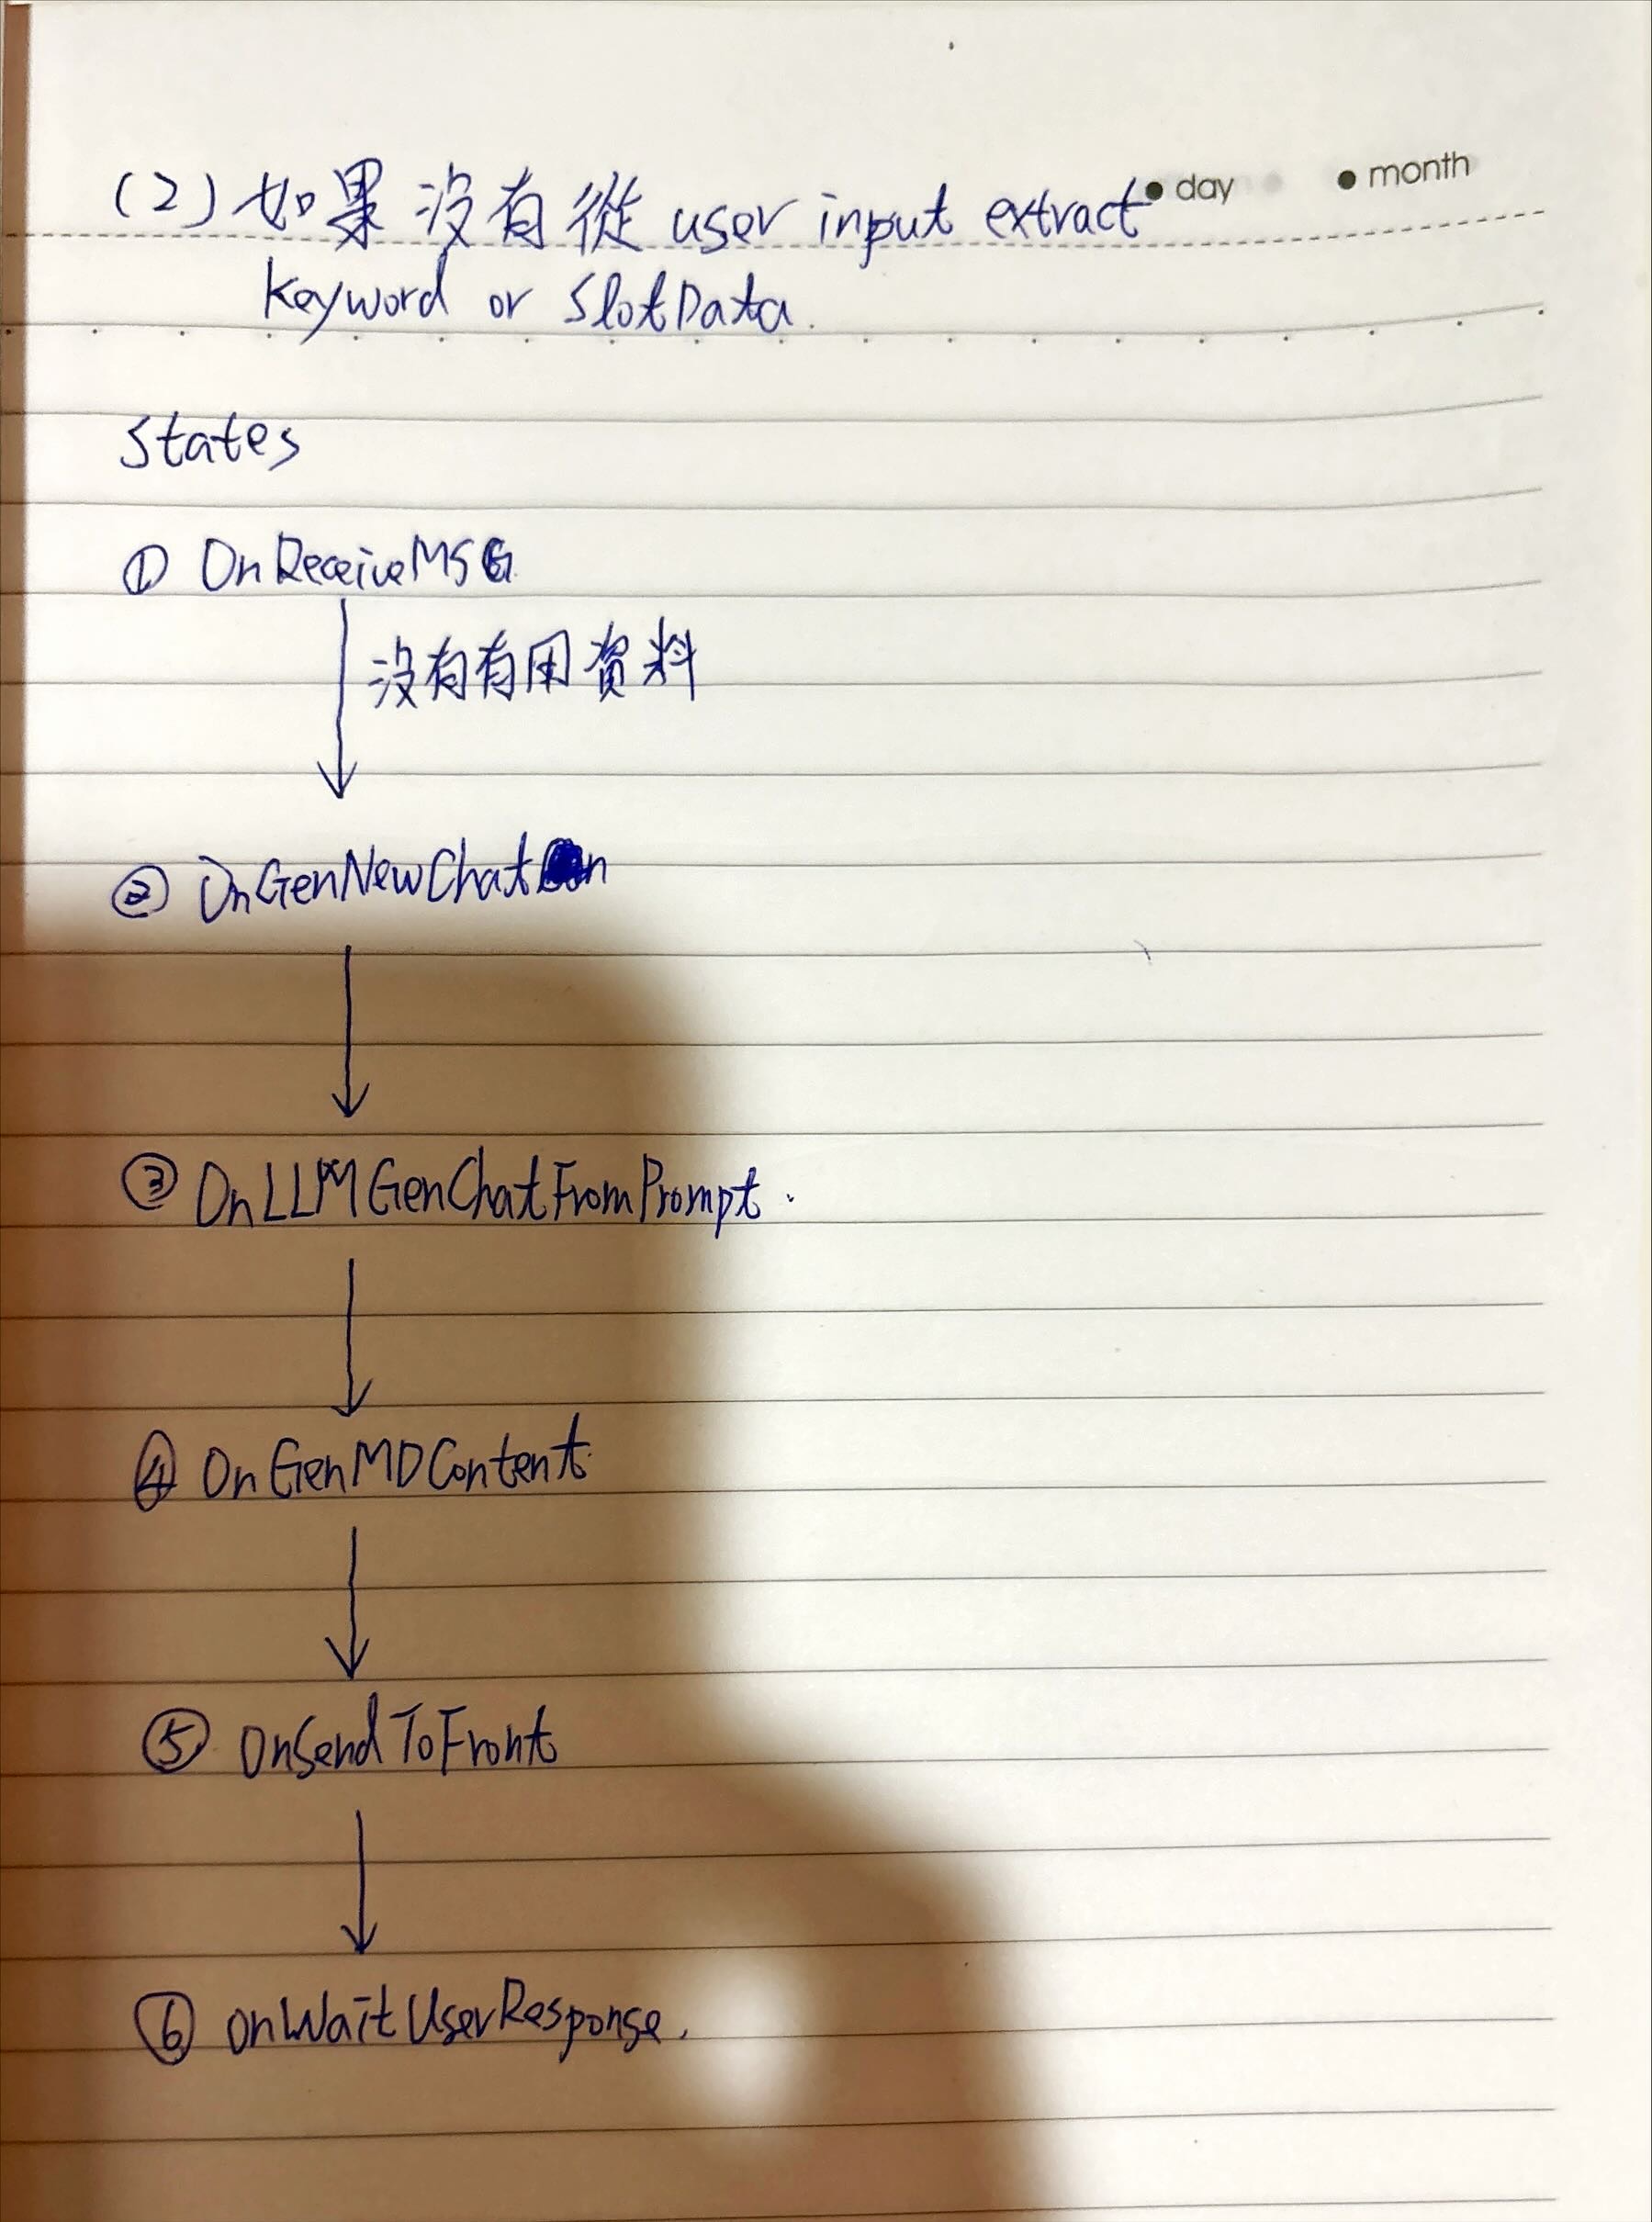 day month
(2) 如果沒有從 user input extract
keyword or SlotData.
States
① OnReceiveMSG
沒有有用資料
② OnGenNewChat
③ OnLLMGenChatFromPrompt.
④ OnGenMDContent
⑤ OnSendToFront
⑥ onWaitUserResponse.